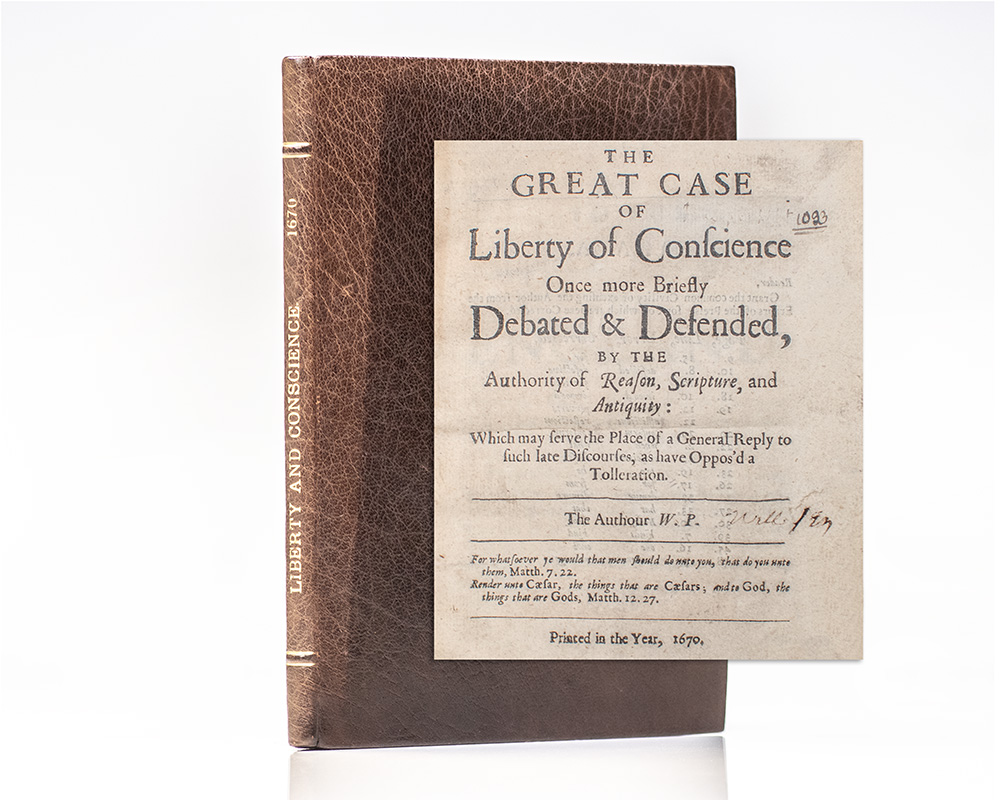 LIBERTY AND CONSCIENCE 1670
THE
GREAT CASE
OF
Liberty of Conſcience
1093
Once more Briefly
Debated & Defended,
BY THE
Authority of Reaſon, Scripture, and
Antiquity:
Which may ſerve the Place of a General Reply to
ſuch late Diſcourſes, as have Oppos'd a
Tolleration.
The Authour W. P.
For whatſoever ye would that men ſhould do unto you, that do you unto
them, Matth. 7. 22.
Render unto Cæſar, the things that are Cæſars; and to God, the
things that are Gods, Matth. 12. 27.
Printed in the Year, 1670.